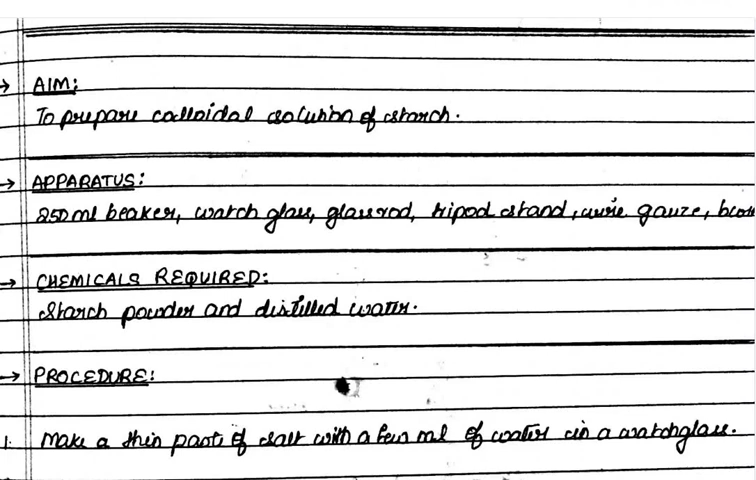 → AIM:
To prepare colloidal solution of starch.
→ APPARATUS:
250 ml beaker, watch glass, glassrod, tripod stand, wire gauze,
→ CHEMICALS REQUIRED:
Starch powder and distilled water.
→ PROCEDURE:
1. Make a thin paste of salt with a few ml of water in a watchglass.